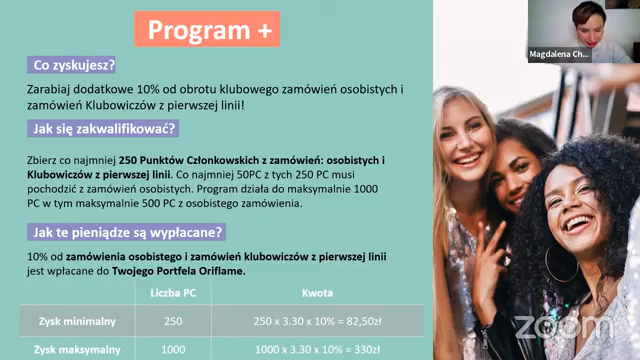 Program +
Magdalena Ch...
Co zyskujesz?
Zarabiaj dodatkowe 10% od obrotu klubowego zamówień osobistych i
zamówień Klubowiczów z pierwszej linii!
Jak się zakwalifikować?
Zbierz co najmniej 250 Punktów Członkowskich z zamówień: osobistych i
Klubowiczów z pierwszej linii. Co najmniej 50PC z tych 250 PC musi
pochodzić z zamówień osobistych. Program działa do maksymalnie 1000
PC w tym maksymalnie 500 PC z osobistego zamówienia.
Jak te pieniądze są wypłacane?
10% od zamówienia osobistego i zamówień klubowiczów z pierwszej linii
jest wpłacane do Twojego Portfela Oriflame.
Liczba PC Kwota
Zysk minimalny 250 250 x 3.30 x 10% = 82,50zł
Zysk maksymalny 1000 1000 x 3.30 x 10% = 330zł
zoom